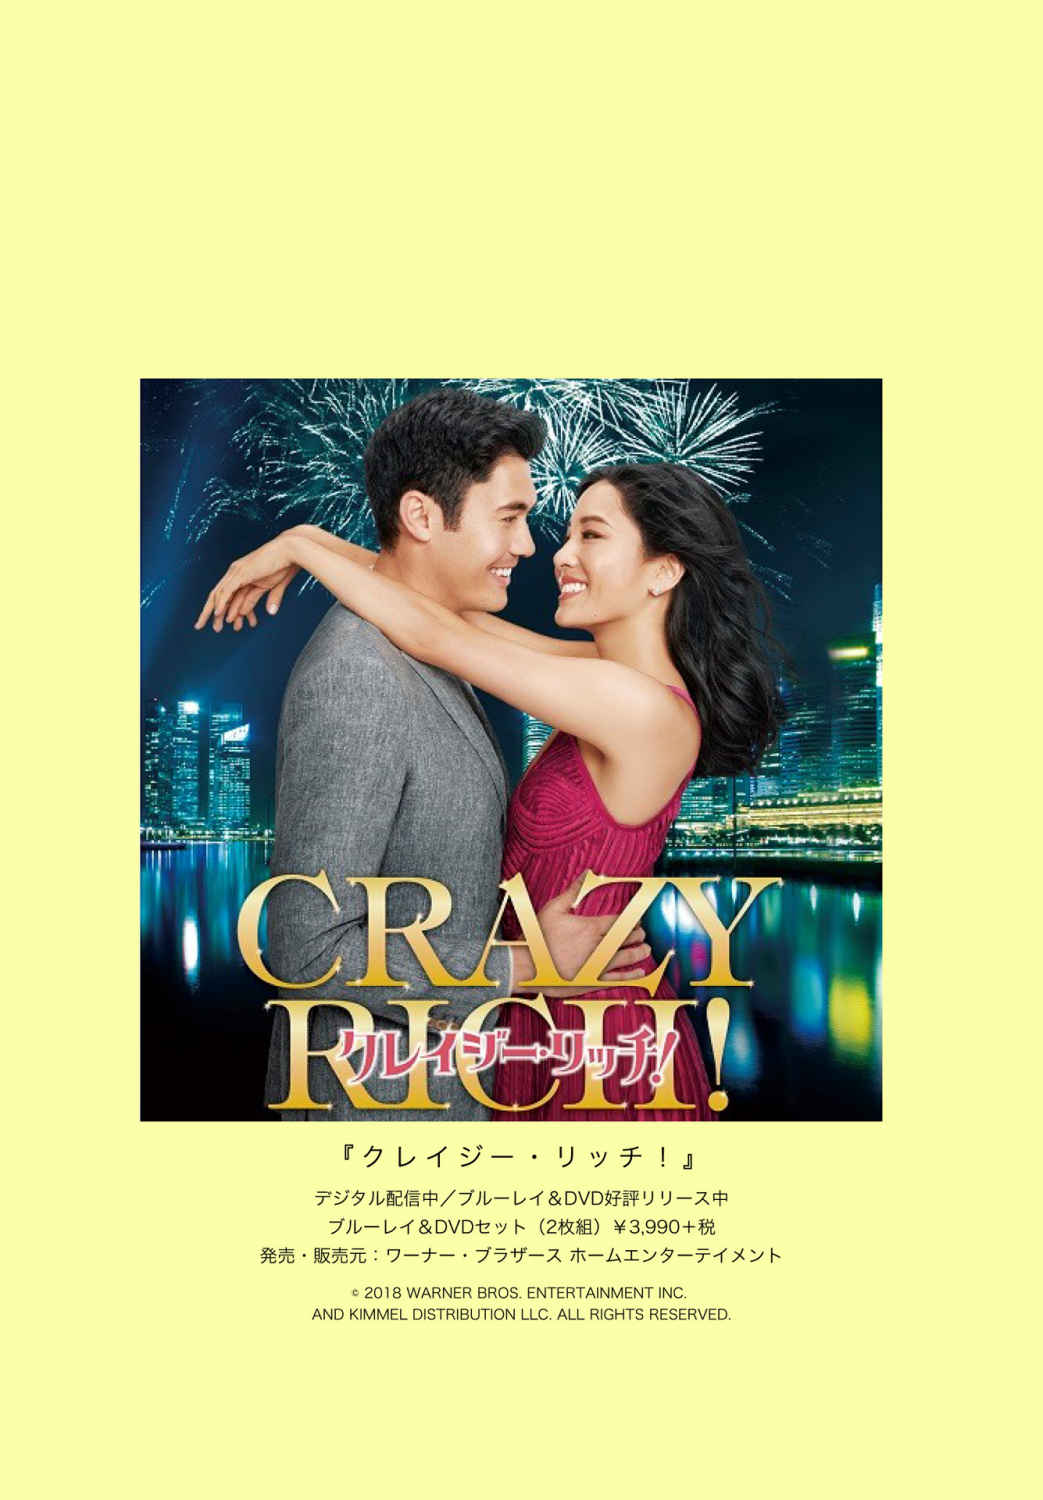 CRAZY
RICH!
クレイジー・リッチ!
『クレイジー・リッチ！』
デジタル配信中／ブルーレイ＆DVD好評リリース中
ブルーレイ＆DVDセット（2枚組）￥3,990＋税
発売・販売元：ワーナー・ブラザース ホームエンターテイメント
© 2018 WARNER BROS. ENTERTAINMENT INC.
AND KIMMEL DISTRIBUTION LLC. ALL RIGHTS RESERVED.